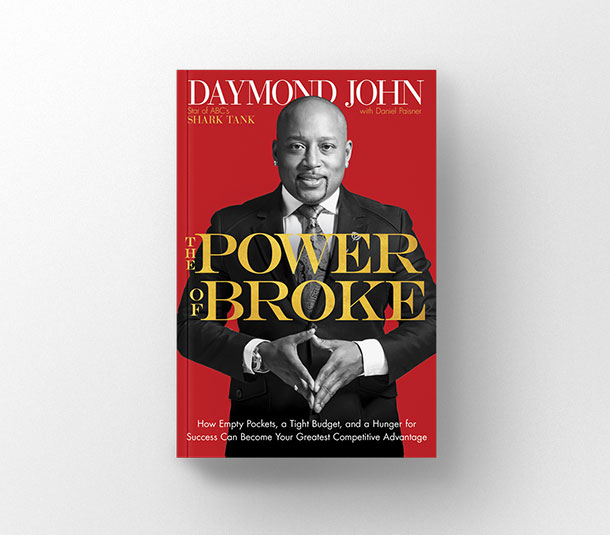 DAYMOND JOHN
Star of ABC's
SHARK TANK
with Daniel Paisner
THE POWER
OF BROKE
How Empty Pockets, a Tight Budget, and a Hunger for
Success Can Become Your Greatest Competitive Advantage